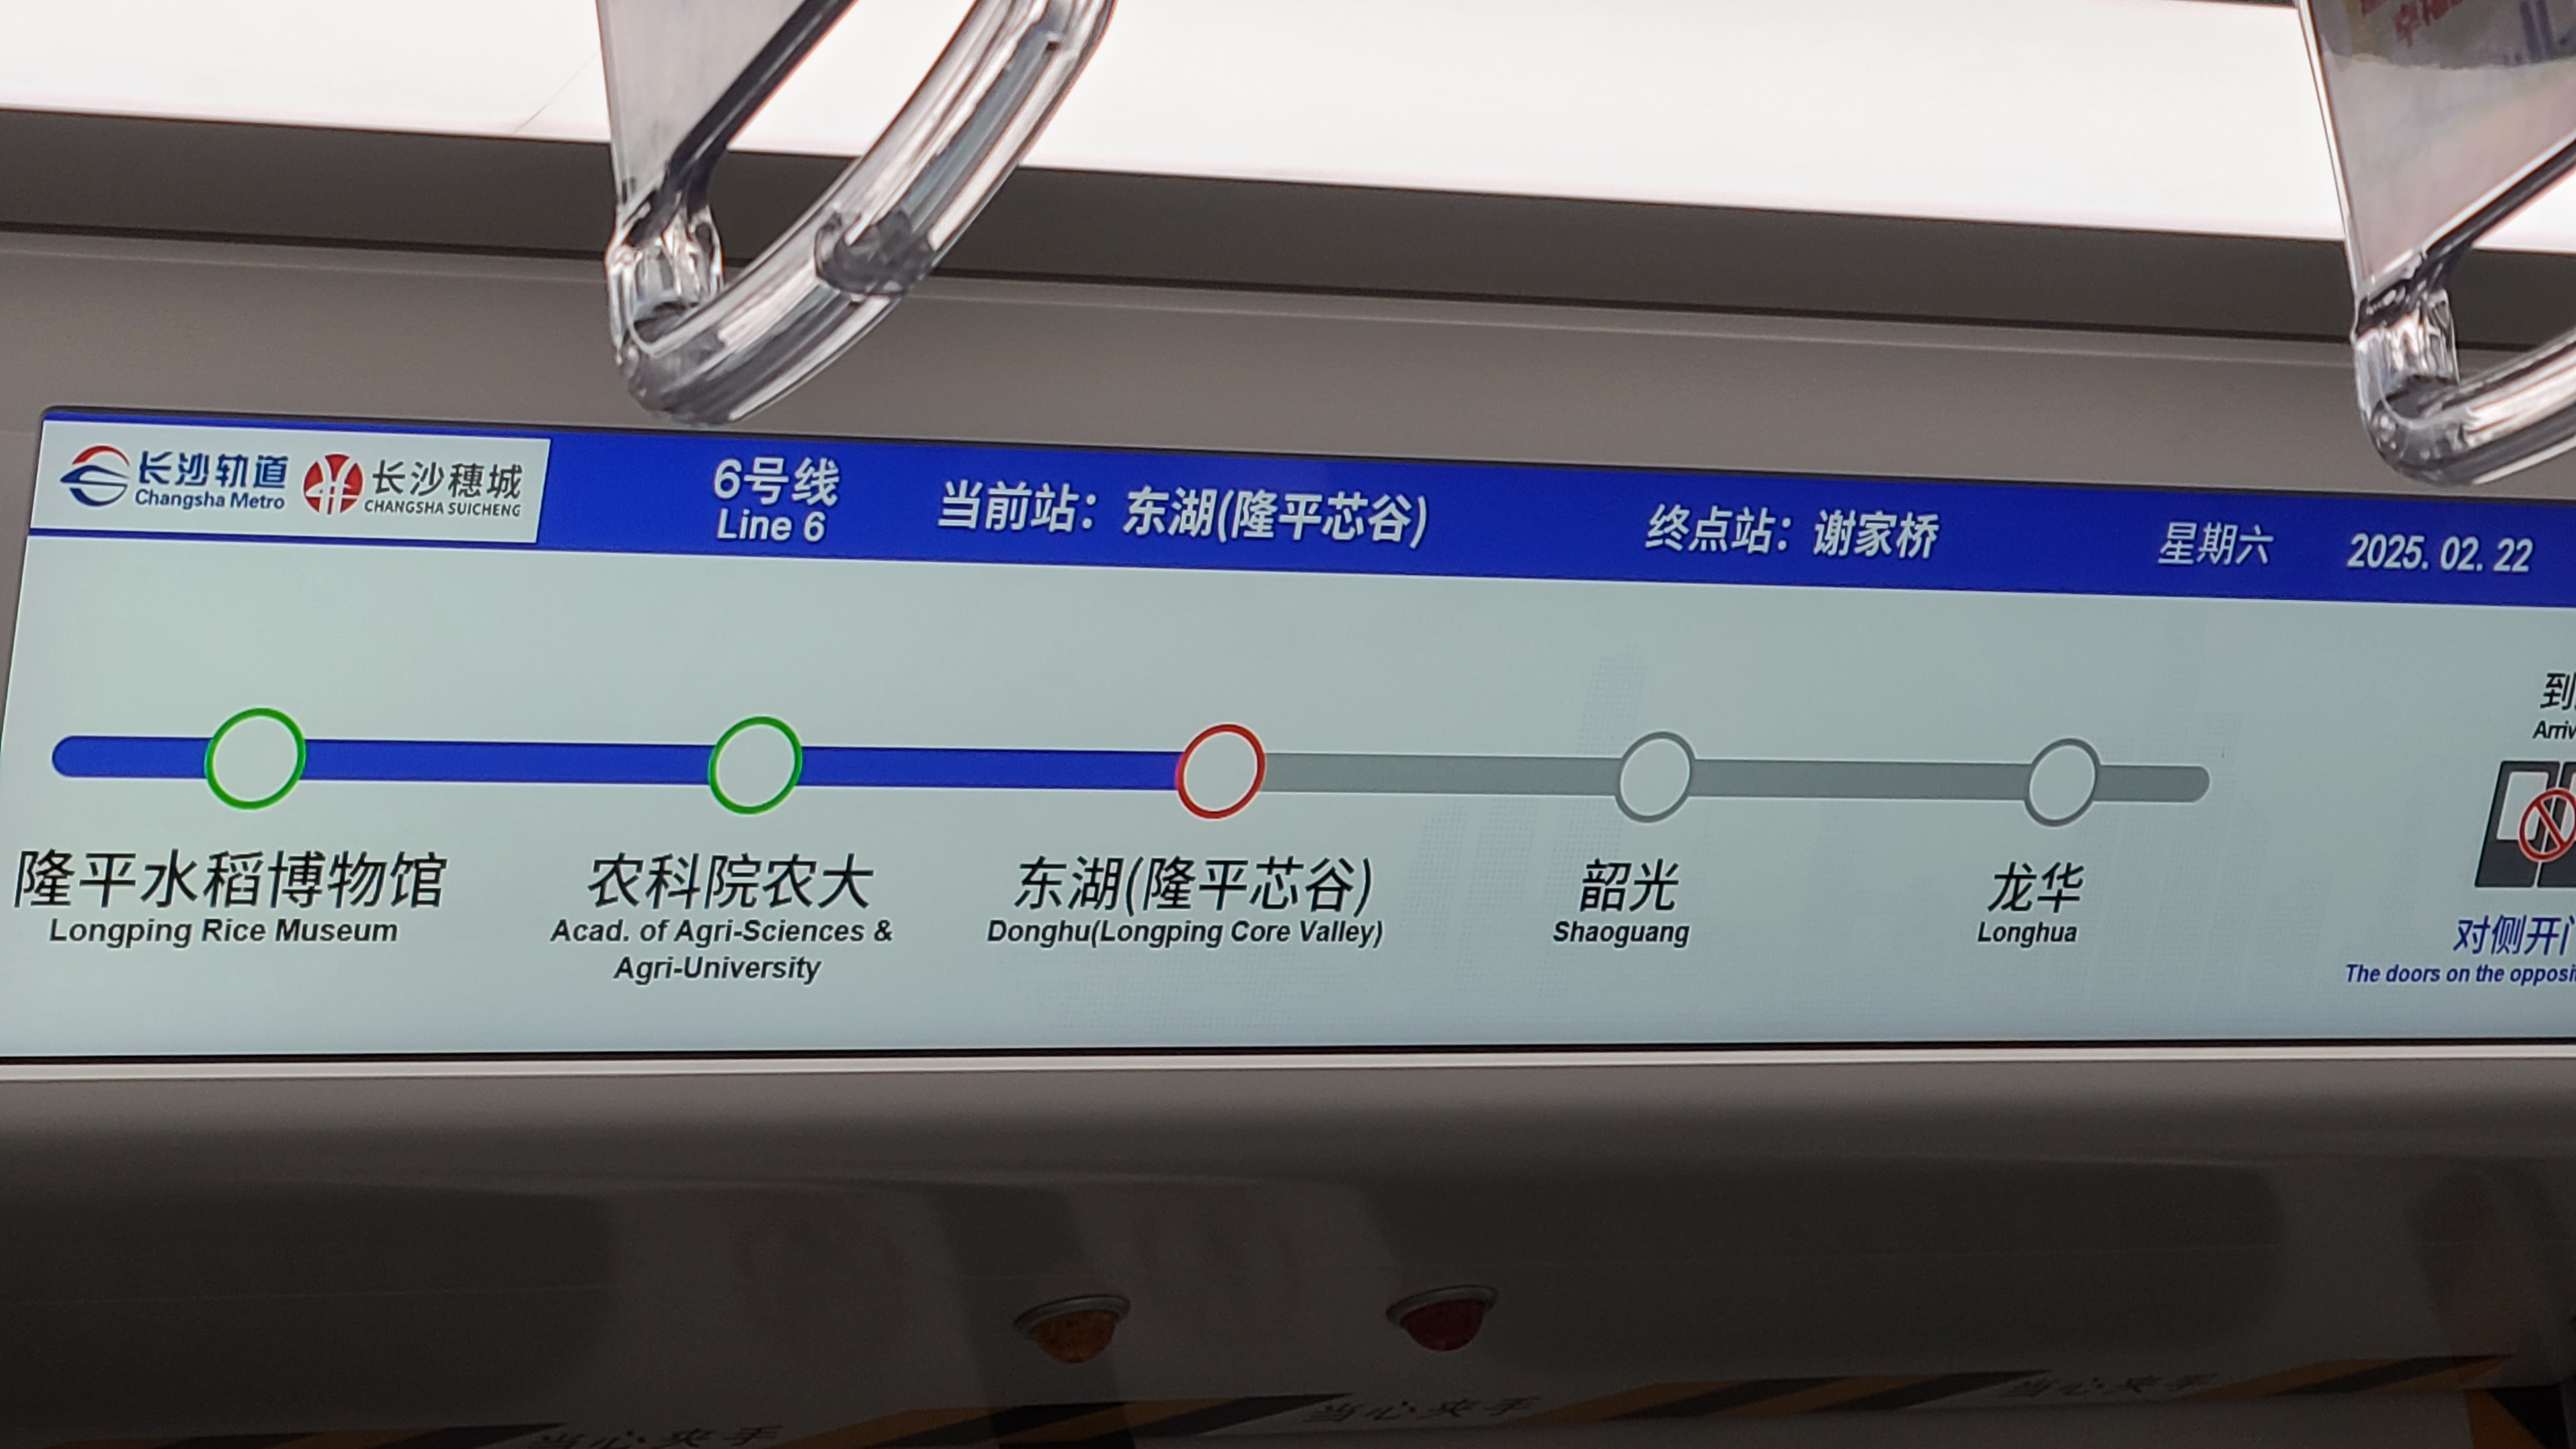 长沙轨道
Changsha Metro
长沙穗城
CHANGSHA SUICHENG
6号线
Line 6
当前站：东湖(隆平芯谷)
终点站：谢家桥
星期六
2025. 02. 22
到
Arriv
隆平水稻博物馆
Longping Rice Museum
农科院农大
Acad. of Agri-Sciences &
Agri-University
东湖(隆平芯谷)
Donghu(Longping Core Valley)
韶光
Shaoguang
龙华
Longhua
对侧开门
The doors on the opposit
当心夹手
当心夹手
当心夹手